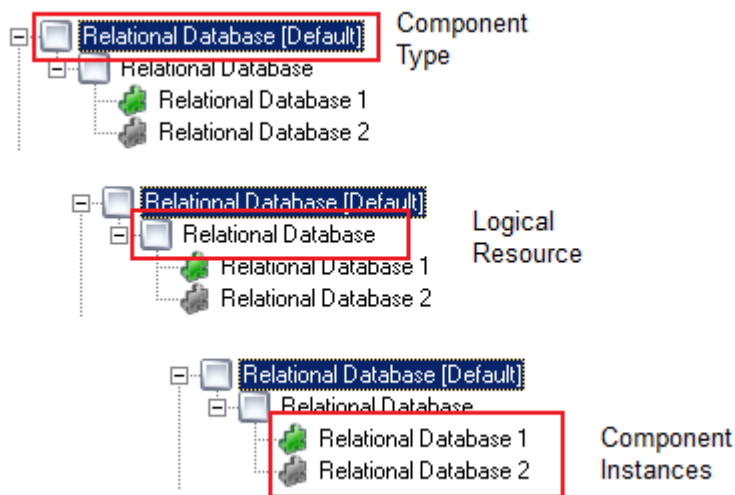 Relational Database [Default]
Component
Type
Relational Database
Relational Database 1
Relational Database 2
Relational Database [Default]
Relational Database
Logical
Resource
Relational Database 1
Relational Database 2
Relational Database [Default]
Relational Database
Relational Database 1
Relational Database 2
Component
Instances